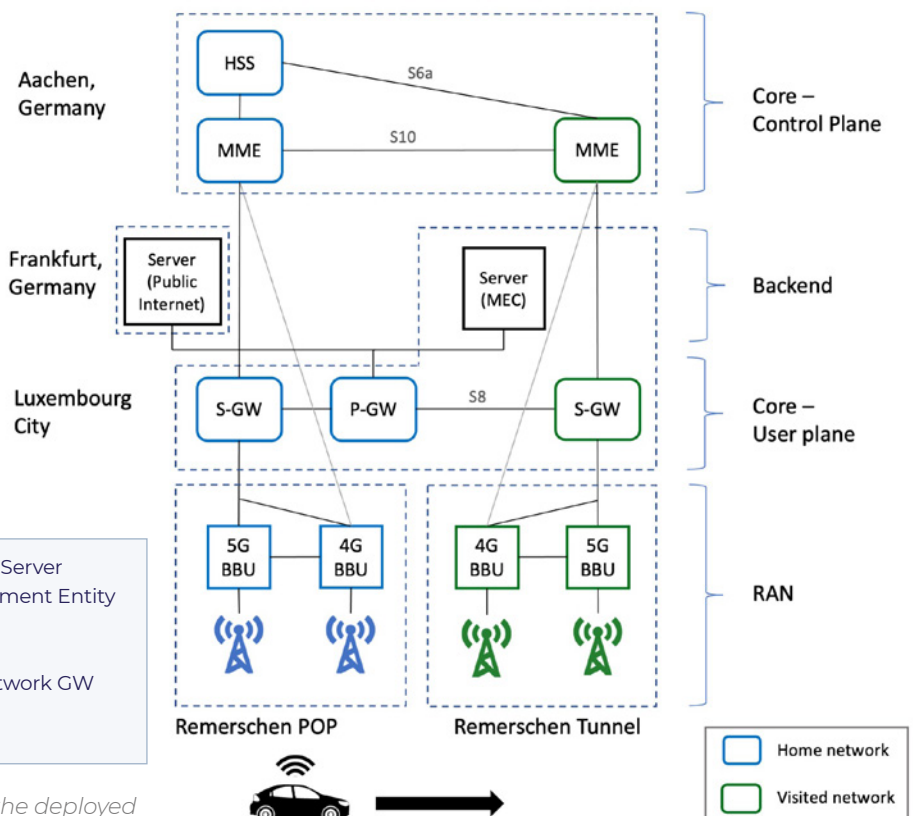 Aachen,
Germany
HSS
S6a
MME
S10
MME
Core –
Control Plane
Frankfurt,
Germany
Server
(Public
Internet)
Server
(MEC)
Backend
Luxembourg
City
S-GW
P-GW
S8
S-GW
Core –
User plane
5G
BBU
4G
BBU
4G
BBU
5G
BBU
RAN
Server
ment Entity
twork GW
Remerschen POP
Remerschen Tunnel
Home network
Visited network
he deployed